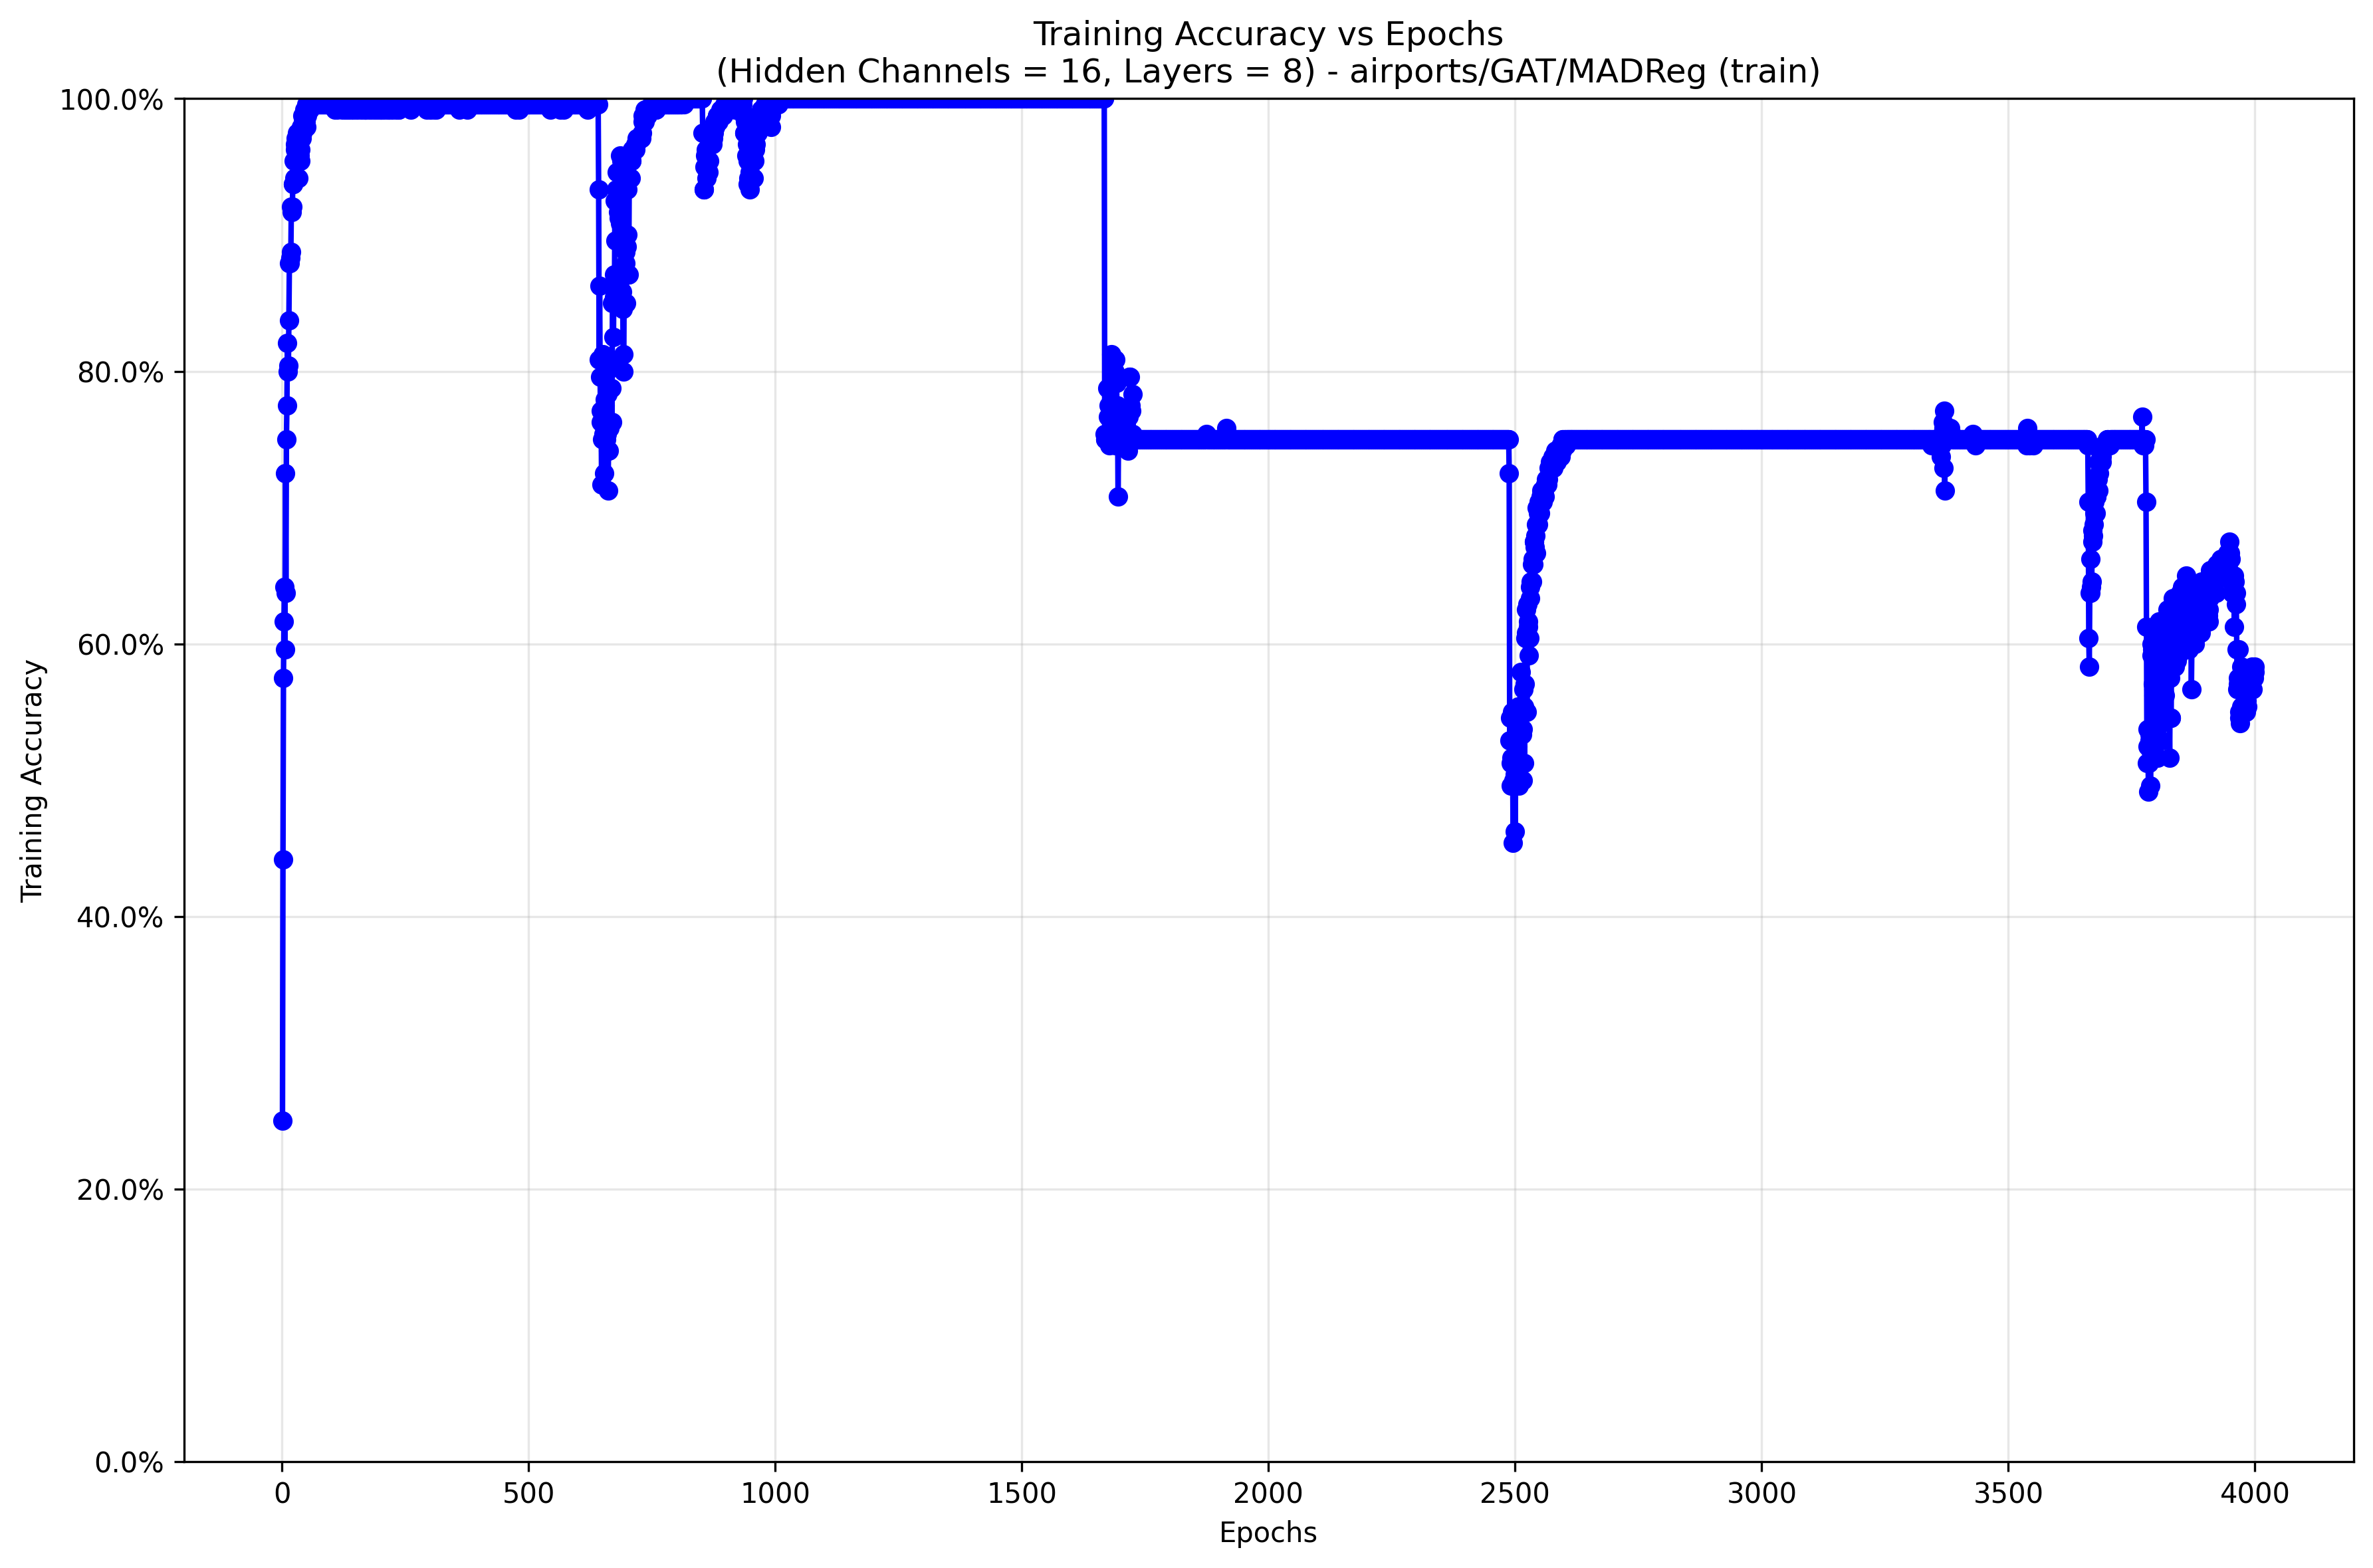 Training Accuracy vs Epochs
(Hidden Channels = 16, Layers = 8) - airports/GAT/MADReg (train)
100.0%
80.0%
60.0%
40.0%
20.0%
0.0%
Training Accuracy
0 500 1000 1500 2000 2500 3000 3500 4000
Epochs